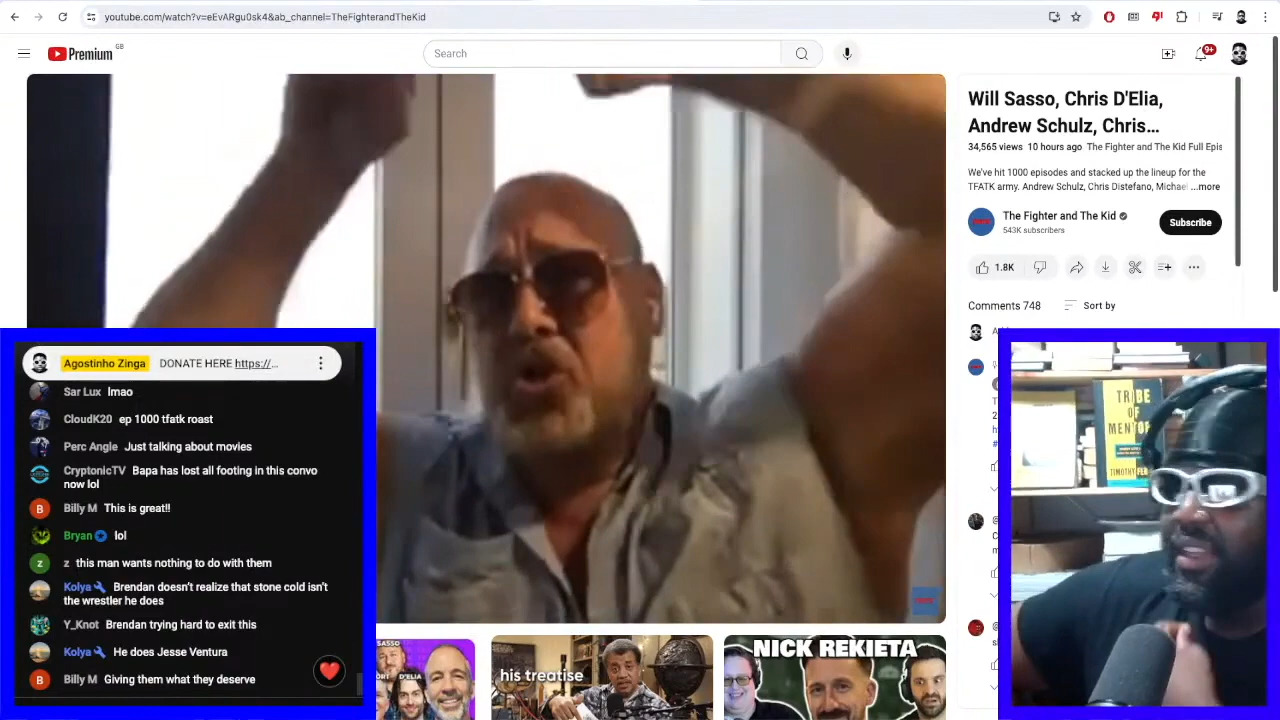 youtube.com/watch?v=eEvARgu0sk4&ab_channel=TheFighterandTheKid
Premium GB
Search
9+
Will Sasso, Chris D'Elia,
Andrew Schulz, Chris…
34,565 views 10 hours ago The Fighter and The Kid Full Epis
We've hit 1000 episodes and stacked up the lineup for the
TFATK army. Andrew Schulz, Chris Distefano, Michael ...more
The Fighter and The Kid
543K subscribers
Subscribe
1.8K
Comments 748
Sort by
Agostinho Zinga DONATE HERE https://...
Sar Lux lmao
CloudK20 ep 1000 tfatk roast
Perc Angle Just talking about movies
CryptonicTV Bapa has lost all footing in this convo
now lol
B Billy M This is great!!
Bryan lol
z z this man wants nothing to do with them
Kolya Brendan doesn't realize that stone cold isn't
the wrestler he does
Y_Knot Brendan trying hard to exit this
Kolya He does Jesse Ventura
B Billy M Giving them what they deserve
TRIBE
OF
MENTO
SASSO
D'ELIA
his treatise
NICK REKIETA